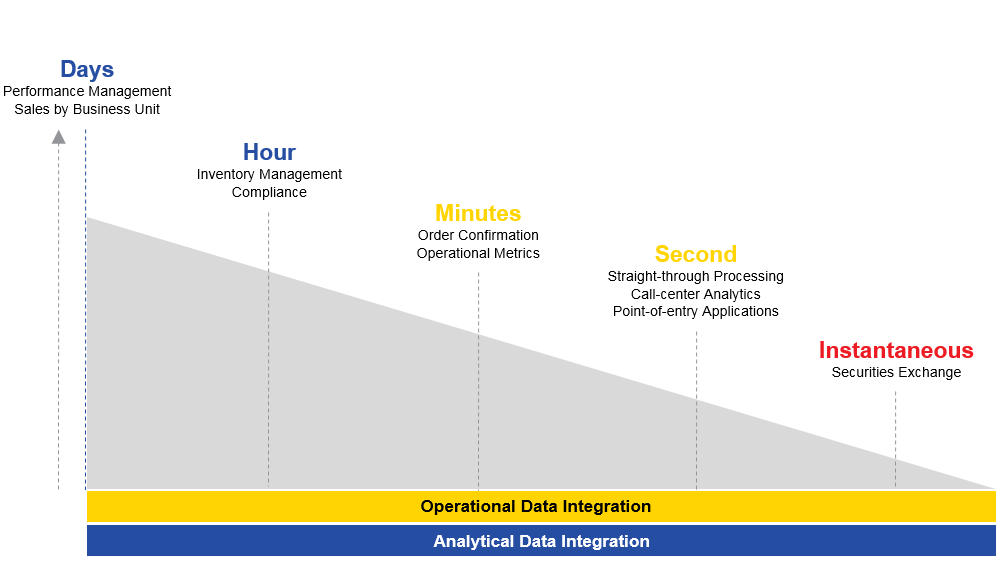 Days
Performance Management
Sales by Business Unit
Hour
Inventory Management
Compliance
Minutes
Order Confirmation
Operational Metrics
Second
Straight-through Processing
Call-center Analytics
Point-of-entry Applications
Instantaneous
Securities Exchange
Operational Data Integration
Analytical Data Integration